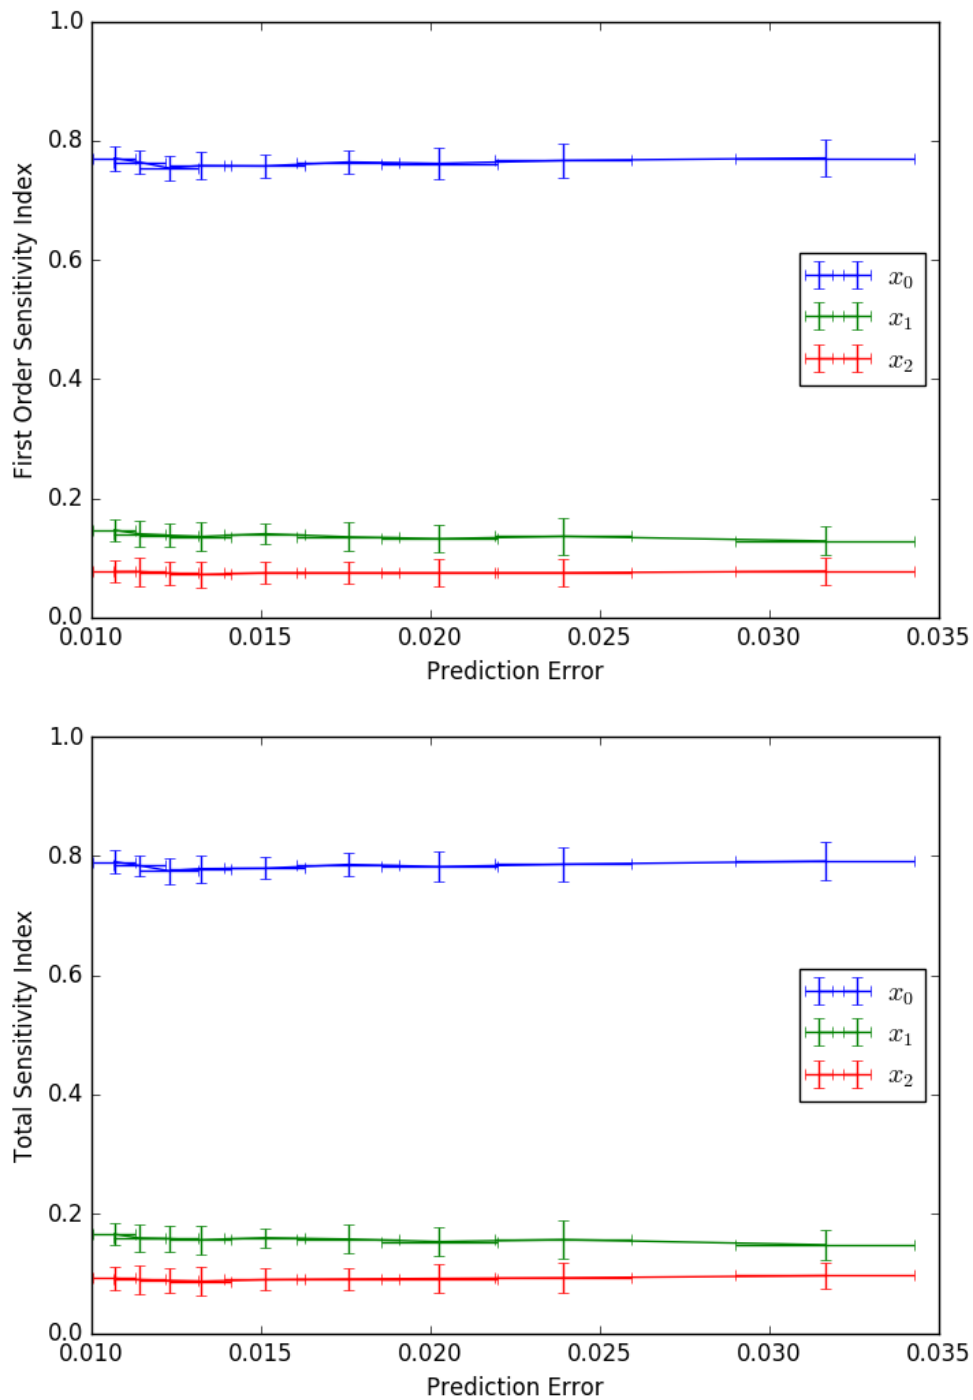 1.0
0.8
0.6
0.4
0.2
0.0
First Order Sensitivity Index
x₀
x₁
x₂
0.010 0.015 0.020 0.025 0.030 0.035
Prediction Error
1.0
0.8
0.6
0.4
0.2
0.0
Total Sensitivity Index
x₀
x₁
x₂
0.010 0.015 0.020 0.025 0.030 0.035
Prediction Error